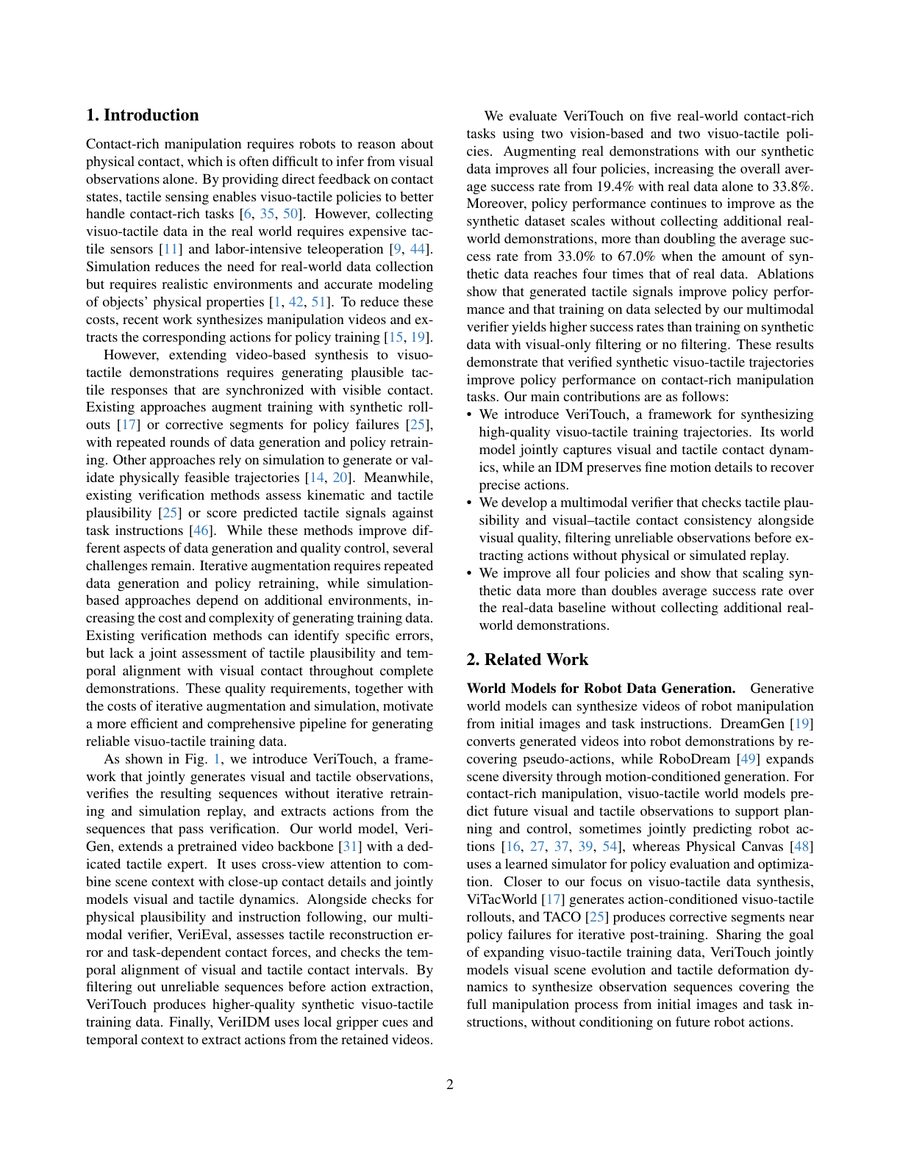 1. Introduction
Contact-rich manipulation requires robots to reason about
physical contact, which is often difficult to infer from visual
observations alone. By providing direct feedback on contact
states, tactile sensing enables visuo-tactile policies to better
handle contact-rich tasks [6, 35, 50]. However, collecting
visuo-tactile data in the real world requires expensive tac-
tile sensors [11] and labor-intensive teleoperation [9, 44].
Simulation reduces the need for real-world data collection
but requires realistic environments and accurate modeling
of objects' physical properties [1, 42, 51]. To reduce these
costs, recent work synthesizes manipulation videos and ex-
tracts the corresponding actions for policy training [15, 19].
However, extending video-based synthesis to visuo-
tactile demonstrations requires generating plausible tac-
tile responses that are synchronized with visible contact.
Existing approaches augment training with synthetic roll-
outs [17] or corrective segments for policy failures [25],
with repeated rounds of data generation and policy retrain-
ing. Other approaches rely on simulation to generate or val-
idate physically feasible trajectories [14, 20]. Meanwhile,
existing verification methods assess kinematic and tactile
plausibility [25] or score predicted tactile signals against
task instructions [46]. While these methods improve dif-
ferent aspects of data generation and quality control, several
challenges remain. Iterative augmentation requires repeated
data generation and policy retraining, while simulation-
based approaches depend on additional environments, in-
creasing the cost and complexity of generating training data.
Existing verification methods can identify specific errors,
but lack a joint assessment of tactile plausibility and tem-
poral alignment with visual contact throughout complete
demonstrations. These quality requirements, together with
the costs of iterative augmentation and simulation, motivate
a more efficient and comprehensive pipeline for generating
reliable visuo-tactile training data.
As shown in Fig. 1, we introduce VeriTouch, a frame-
work that jointly generates visual and tactile observations,
verifies the resulting sequences without iterative retrain-
ing and simulation replay, and extracts actions from the
sequences that pass verification. Our world model, Veri-
Gen, extends a pretrained video backbone [31] with a ded-
icated tactile expert. It uses cross-view attention to com-
bine scene context with close-up contact details and jointly
models visual and tactile dynamics. Alongside checks for
physical plausibility and instruction following, our multi-
modal verifier, VeriEval, assesses tactile reconstruction er-
ror and task-dependent contact forces, and checks the tem-
poral alignment of visual and tactile contact intervals. By
filtering out unreliable sequences before action extraction,
VeriTouch produces higher-quality synthetic visuo-tactile
training data. Finally, VeriIDM uses local gripper cues and
temporal context to extract actions from the retained videos.
We evaluate VeriTouch on five real-world contact-rich
tasks using two vision-based and two visuo-tactile poli-
cies. Augmenting real demonstrations with our synthetic
data improves all four policies, increasing the overall aver-
age success rate from 19.4% with real data alone to 33.8%.
Moreover, policy performance continues to improve as the
synthetic dataset scales without collecting additional real-
world demonstrations, more than doubling the average suc-
cess rate from 33.0% to 67.0% when the amount of syn-
thetic data reaches four times that of real data. Ablations
show that generated tactile signals improve policy perfor-
mance and that training on data selected by our multimodal
verifier yields higher success rates than training on synthetic
data with visual-only filtering or no filtering. These results
demonstrate that verified synthetic visuo-tactile trajectories
improve policy performance on contact-rich manipulation
tasks. Our main contributions are as follows:
• We introduce VeriTouch, a framework for synthesizing
high-quality visuo-tactile training trajectories. Its world
model jointly captures visual and tactile contact dynam-
ics, while an IDM preserves fine motion details to recover
precise actions.
• We develop a multimodal verifier that checks tactile plau-
sibility and visual–tactile contact consistency alongside
visual quality, filtering unreliable observations before ex-
tracting actions without physical or simulated replay.
• We improve all four policies and show that scaling syn-
thetic data more than doubles average success rate over
the real-data baseline without collecting additional real-
world demonstrations.
2. Related Work
World Models for Robot Data Generation. Generative
world models can synthesize videos of robot manipulation
from initial images and task instructions. DreamGen [19]
converts generated videos into robot demonstrations by re-
covering pseudo-actions, while RoboDream [49] expands
scene diversity through motion-conditioned generation. For
contact-rich manipulation, visuo-tactile world models pre-
dict future visual and tactile observations to support plan-
ning and control, sometimes jointly predicting robot ac-
tions [16, 27, 37, 39, 54], whereas Physical Canvas [48]
uses a learned simulator for policy evaluation and optimiza-
tion. Closer to our focus on visuo-tactile data synthesis,
ViTacWorld [17] generates action-conditioned visuo-tactile
rollouts, and TACO [25] produces corrective segments near
policy failures for iterative post-training. Sharing the goal
of expanding visuo-tactile training data, VeriTouch jointly
models visual scene evolution and tactile deformation dy-
namics to synthesize observation sequences covering the
full manipulation process from initial images and task in-
structions, without conditioning on future robot actions.
2